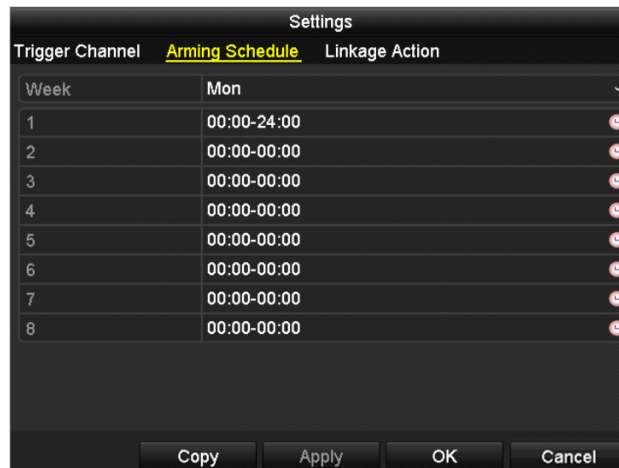 Settings
Trigger Channel Arming Schedule Linkage Action
Week Mon
1 00:00-24:00
2 00:00-00:00
3 00:00-00:00
4 00:00-00:00
5 00:00-00:00
6 00:00-00:00
7 00:00-00:00
8 00:00-00:00
Copy Apply OK Cancel